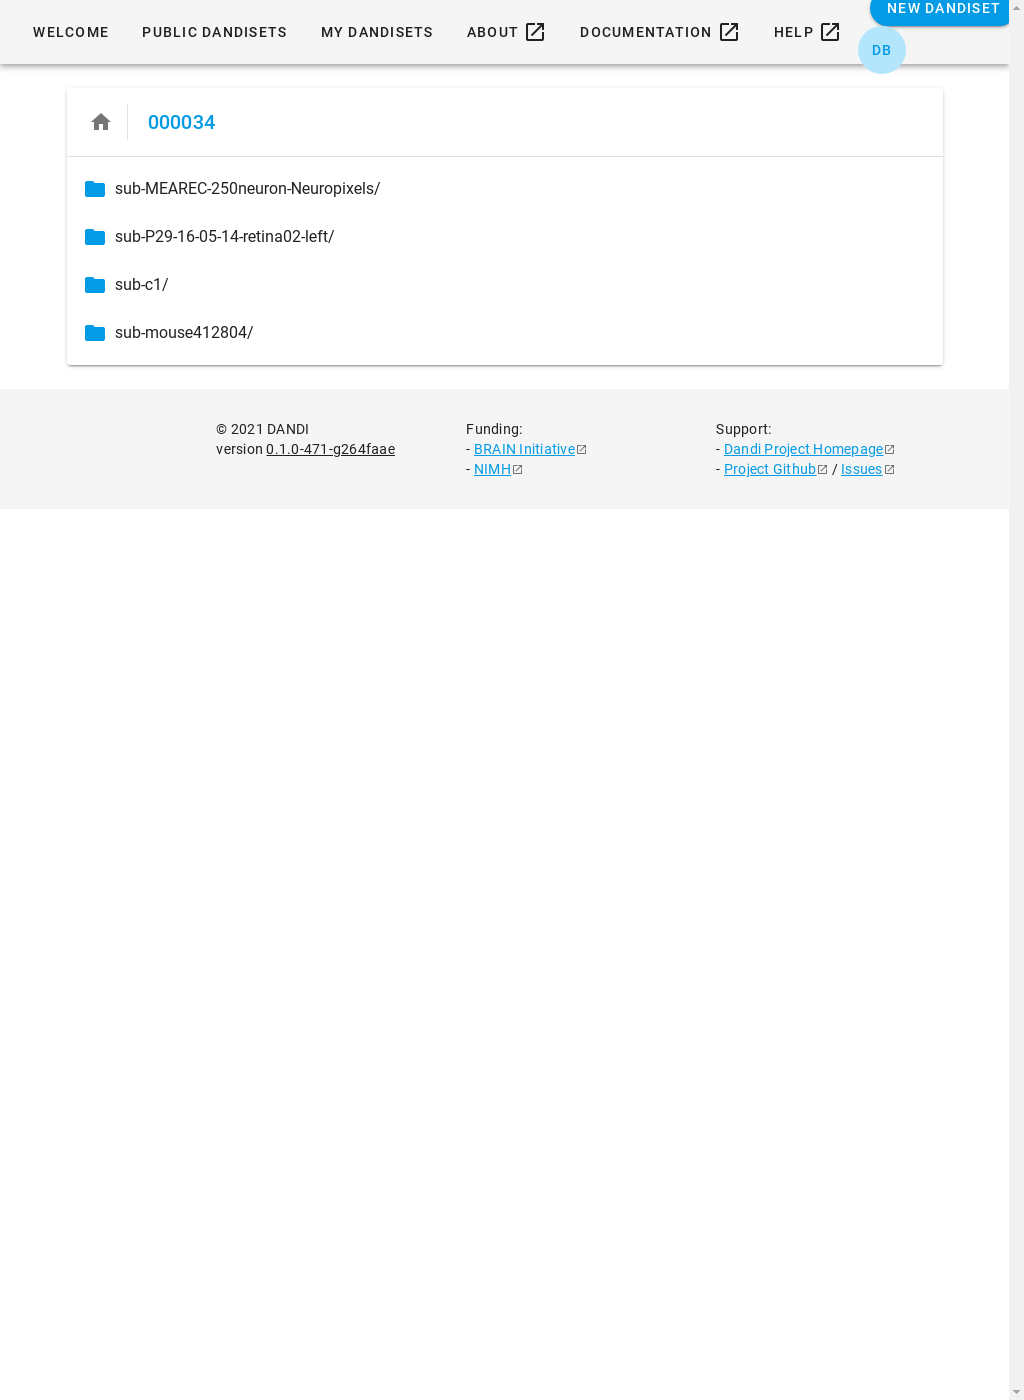 WELCOME PUBLIC DANDISETS MY DANDISETS ABOUT DOCUMENTATION HELP NEW DANDISET
DB
000034
sub-MEAREC-250neuron-Neuropixels/
sub-P29-16-05-14-retina02-left/
sub-c1/
sub-mouse412804/
© 2021 DANDI
version 0.1.0-471-g264faae
Funding:
- BRAIN Initiative
- NIMH
Support:
- Dandi Project Homepage
- Project Github / Issues